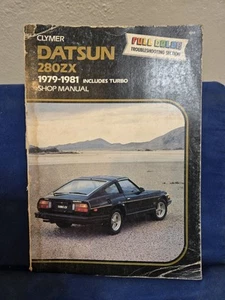 CLYMER
DATSUN
280ZX
1979-1981 INCLUDES TURBO
SHOP MANUAL
FULL COLOR
TROUBLESHOOTING SECTION